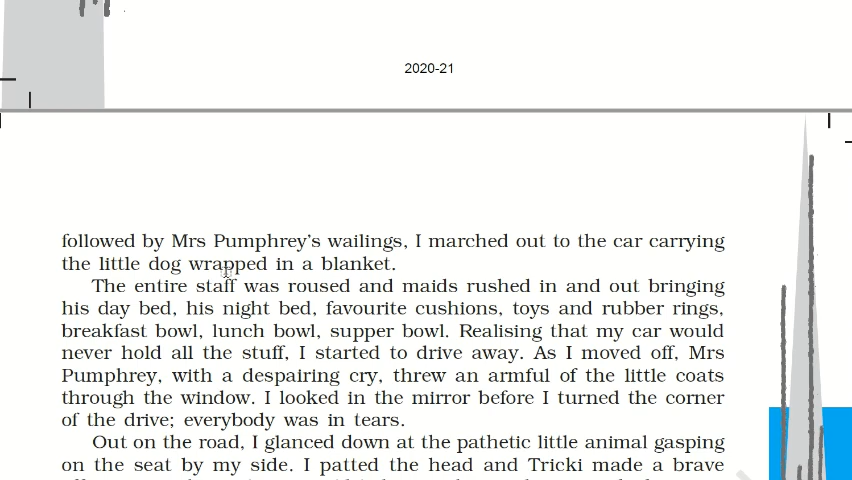 2020-21
followed by Mrs Pumphrey's wailings, I marched out to the car carrying
the little dog wrapped in a blanket.
The entire staff was roused and maids rushed in and out bringing
his day bed, his night bed, favourite cushions, toys and rubber rings,
breakfast bowl, lunch bowl, supper bowl. Realising that my car would
never hold all the stuff, I started to drive away. As I moved off, Mrs
Pumphrey, with a despairing cry, threw an armful of the little coats
through the window. I looked in the mirror before I turned the corner
of the drive; everybody was in tears.
Out on the road, I glanced down at the pathetic little animal gasping
on the seat by my side. I patted the head and Tricki made a brave